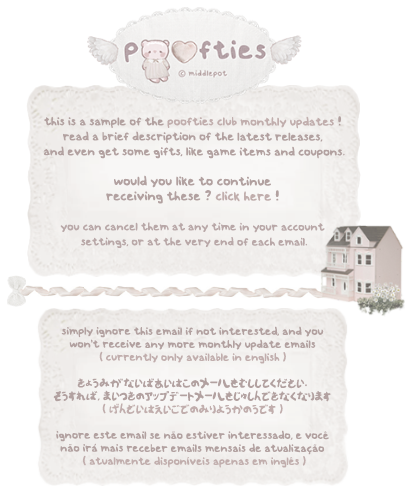 poofties
© middlepot
this is a sample of the poofties club monthly updates !
read a brief description of the latest releases,
and even get some gifts, like game items and coupons.
would you like to continue
receiving these ? click here !
you can cancel them at any time in your account
settings, or at the very end of each email.
simply ignore this email if not interested, and you
won't receive any more monthly update emails
( currently only available in english )
きょうみがないばあいはこのメールをむししてください.
そうすれば, まいつきのアップデートメールをじゅしんできなくなります
( げんざいはえいごでのみりようかのうです )
ignore este email se não estiver interessado, e você
não irá mais receber emails mensais de atualização
( atualmente disponíveis apenas em inglês )